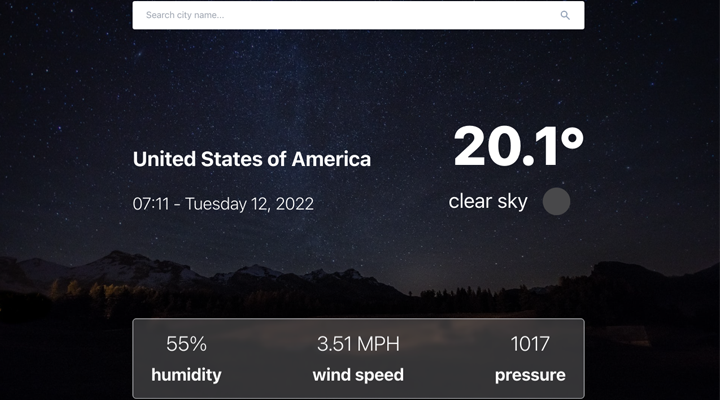 Search city name...
United States of America
20.1°
07:11 - Tuesday 12, 2022
clear sky
55%
3.51 MPH
1017
humidity
wind speed
pressure